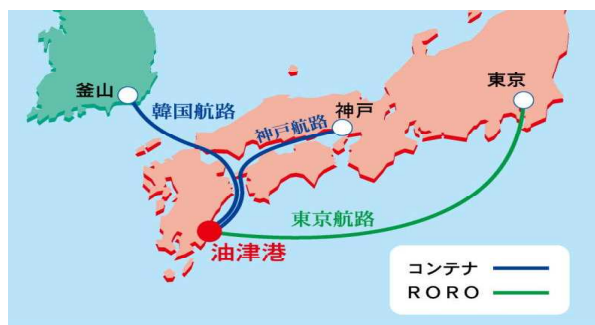 釜山
韓国航路
神戸航路
神戸
東京
東京航路
油津港
コンテナ
RORO